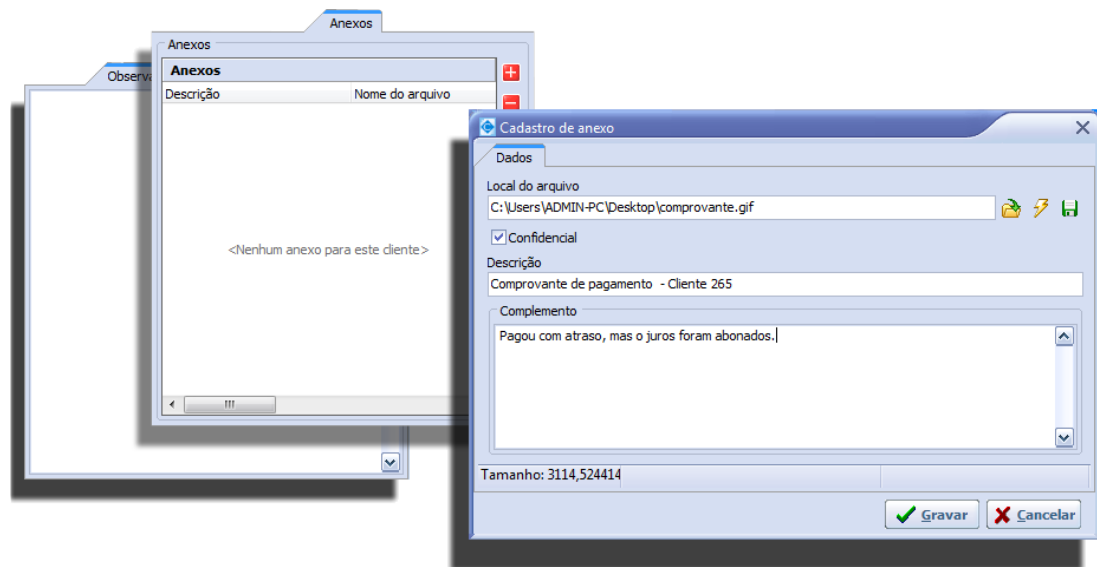 Anexos
Anexos
Anexos
Descrição Nome do arquivo
<Nenhum anexo para este cliente>
Cadastro de anexo
Dados
Local do arquivo
C:\Users\ADMIN-PC\Desktop\comprovante.gif
Confidencial
Descrição
Comprovante de pagamento - Cliente 265
Complemento
Pagou com atraso, mas o juros foram abonados.
Tamanho: 3114,524414
Gravar Cancelar